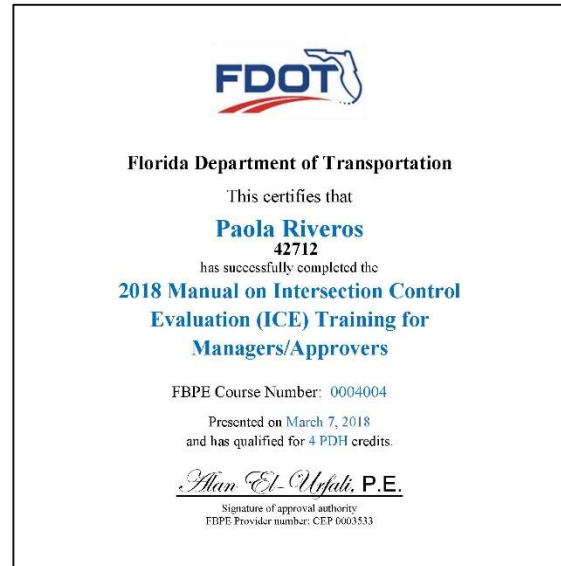 FDOT
Florida Department of Transportation
This certifies that
Paola Riveros
42712
has successfully completed the
2018 Manual on Intersection Control
Evaluation (ICE) Training for
Managers/Approvers
FBPE Course Number: 0004004
Presented on March 7, 2018
and has qualified for 4 PDH credits.
Alan El-Urfali, P.E.
Signature of approval authority
FBPE Provider number: CEP 0003533